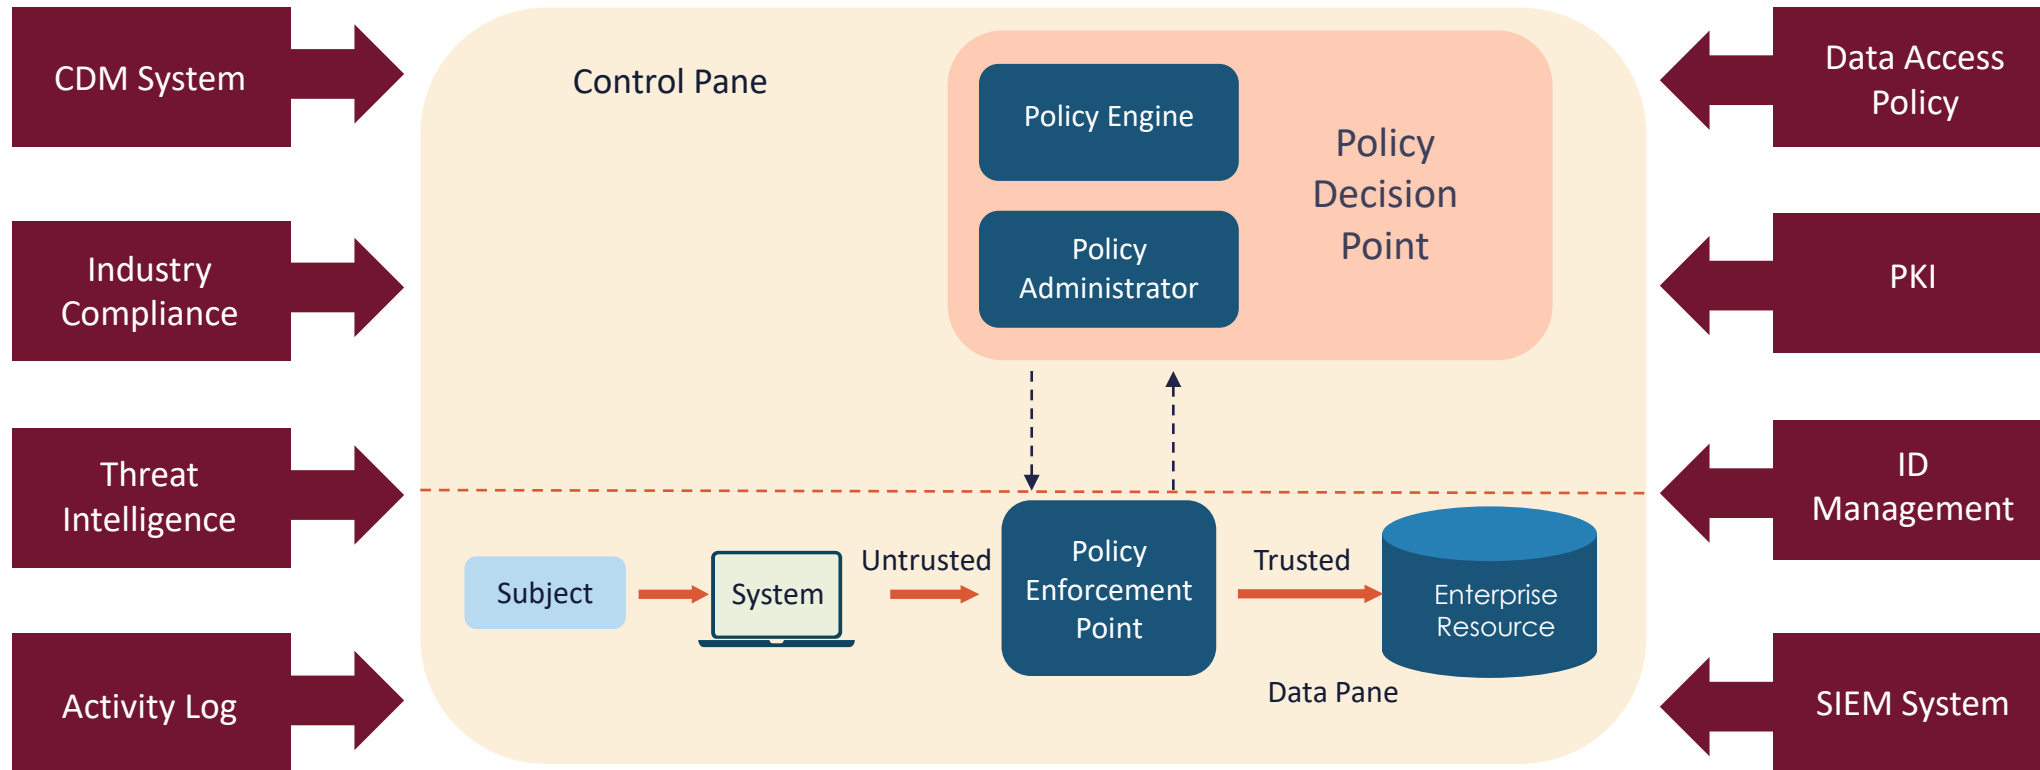 CDM System
Industry
Compliance
Threat
Intelligence
Activity Log
Control Pane
Policy Engine
Policy
Administrator
Policy
Decision
Point
Subject
System
Untrusted
Policy
Enforcement
Point
Trusted
Enterprise
Resource
Data Pane
Data Access
Policy
PKI
ID
Management
SIEM System